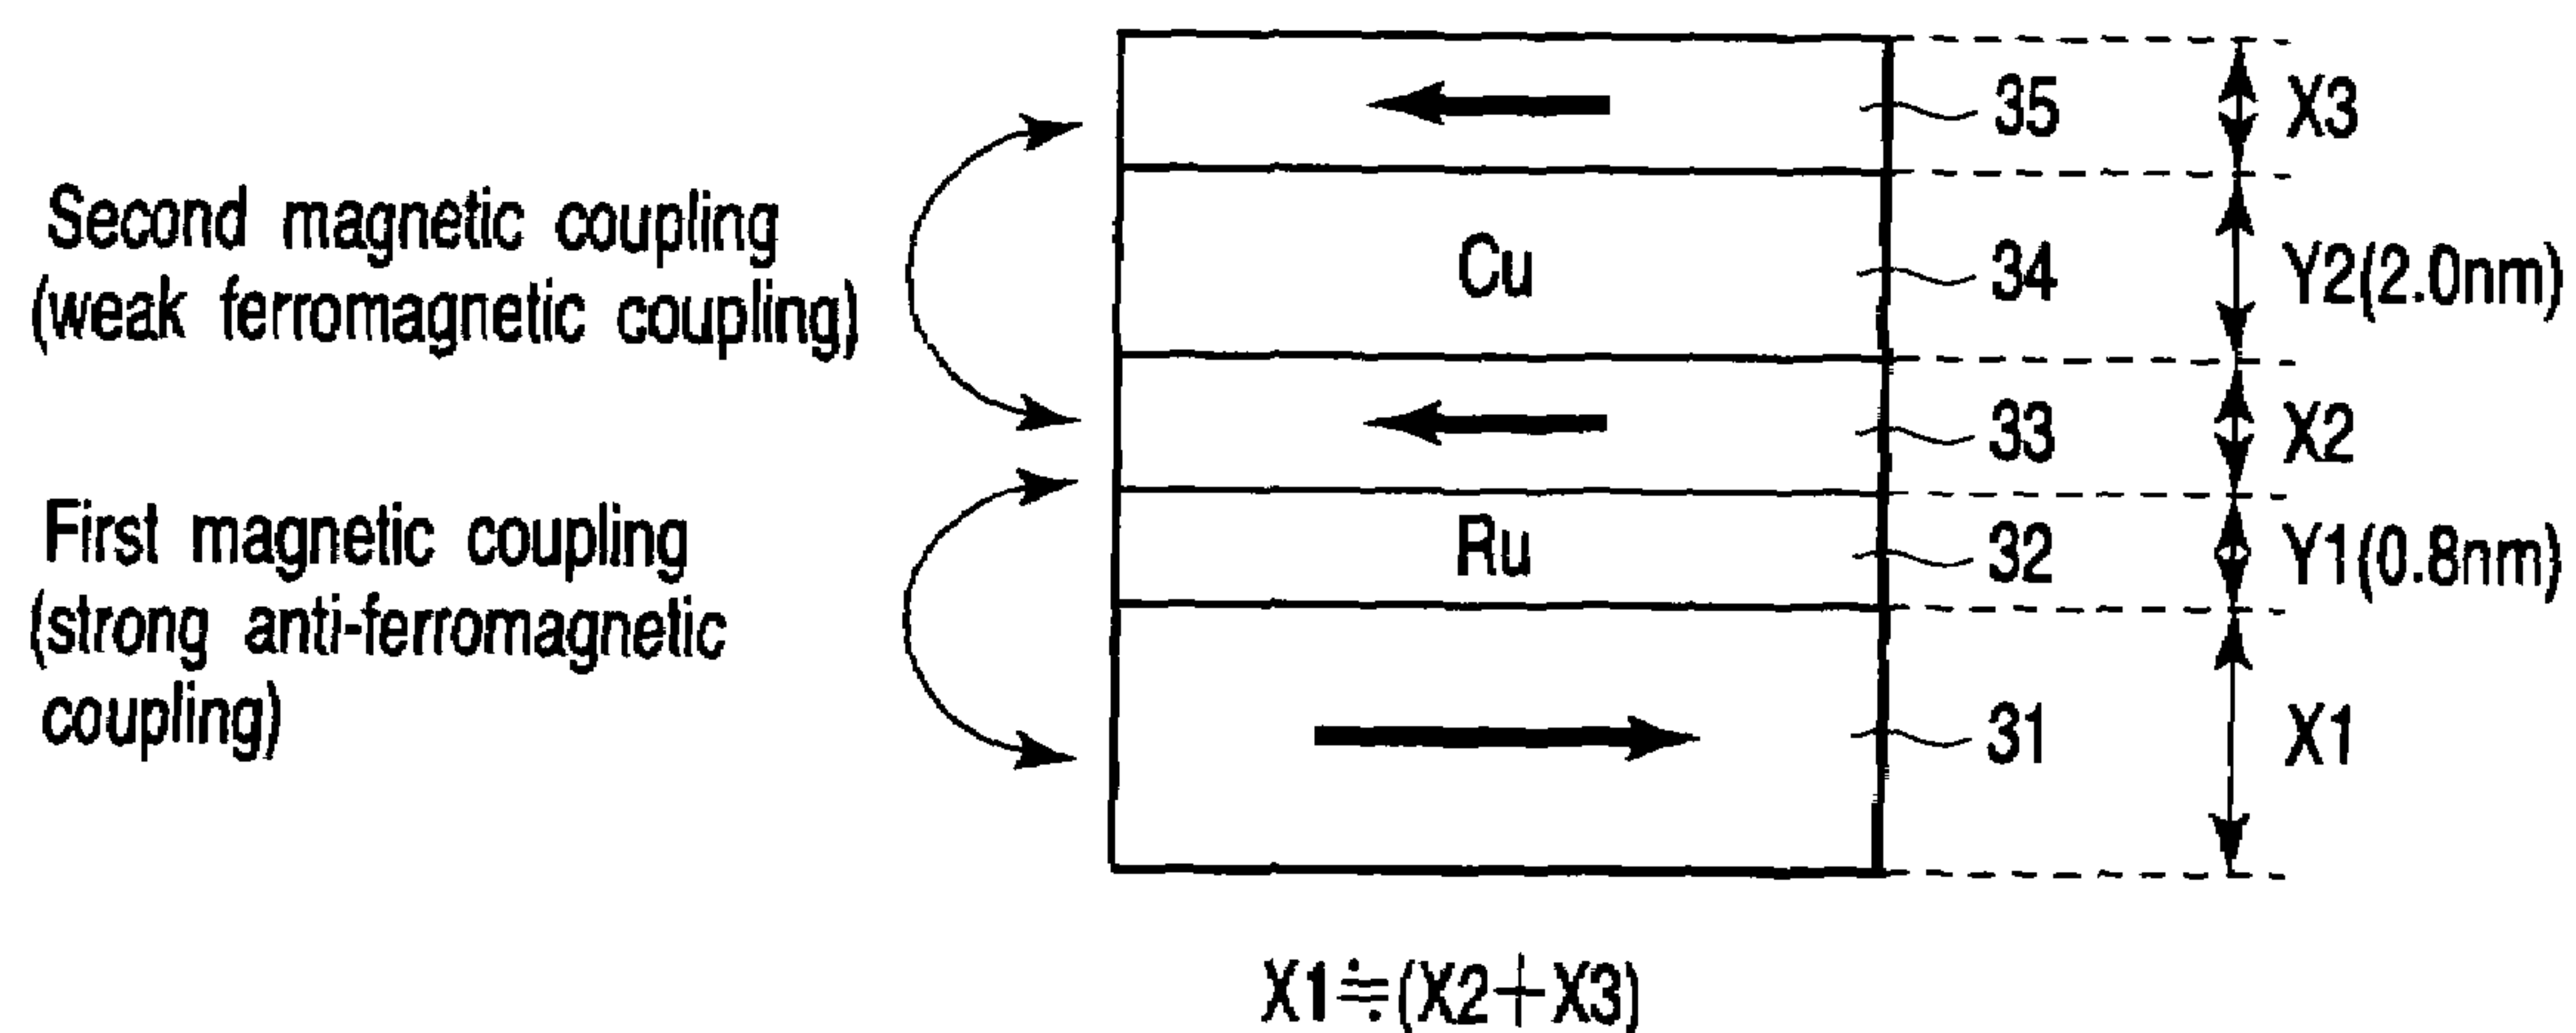 35
X3
Second magnetic coupling
(weak ferromagnetic coupling)
Cu
34
Y2(2.0nm)
33
X2
First magnetic coupling
(strong anti-ferromagnetic
coupling)
Ru
32
Y1(0.8nm)
31
X1
X1≒(X2+X3)